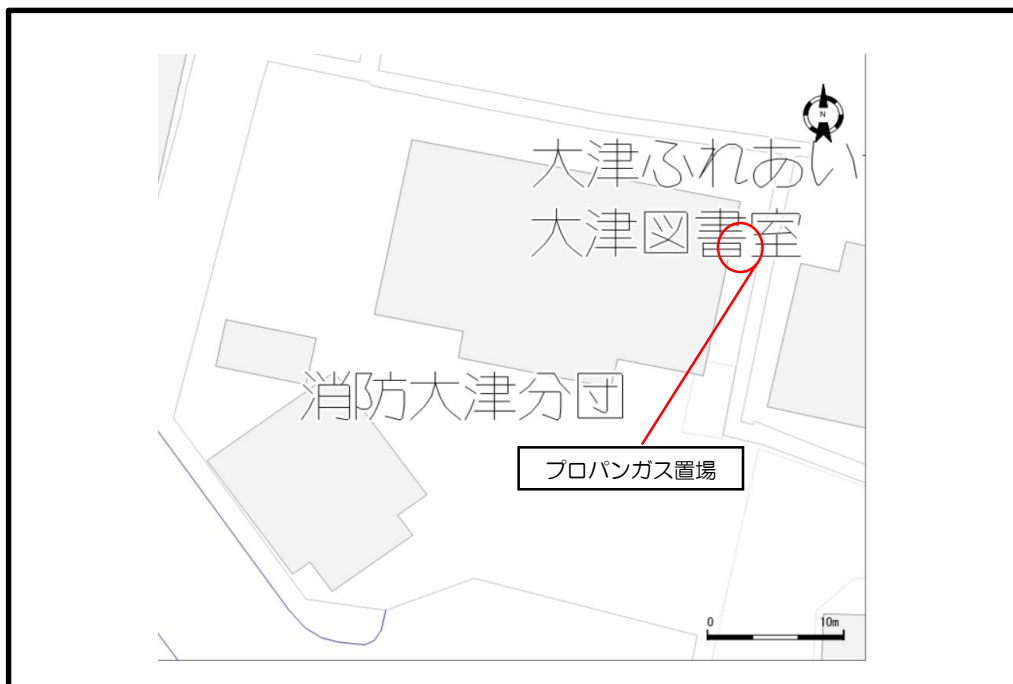 N
大津ふれあい
大津図書室
消防大津分団
プロパンガス置場
0 10m